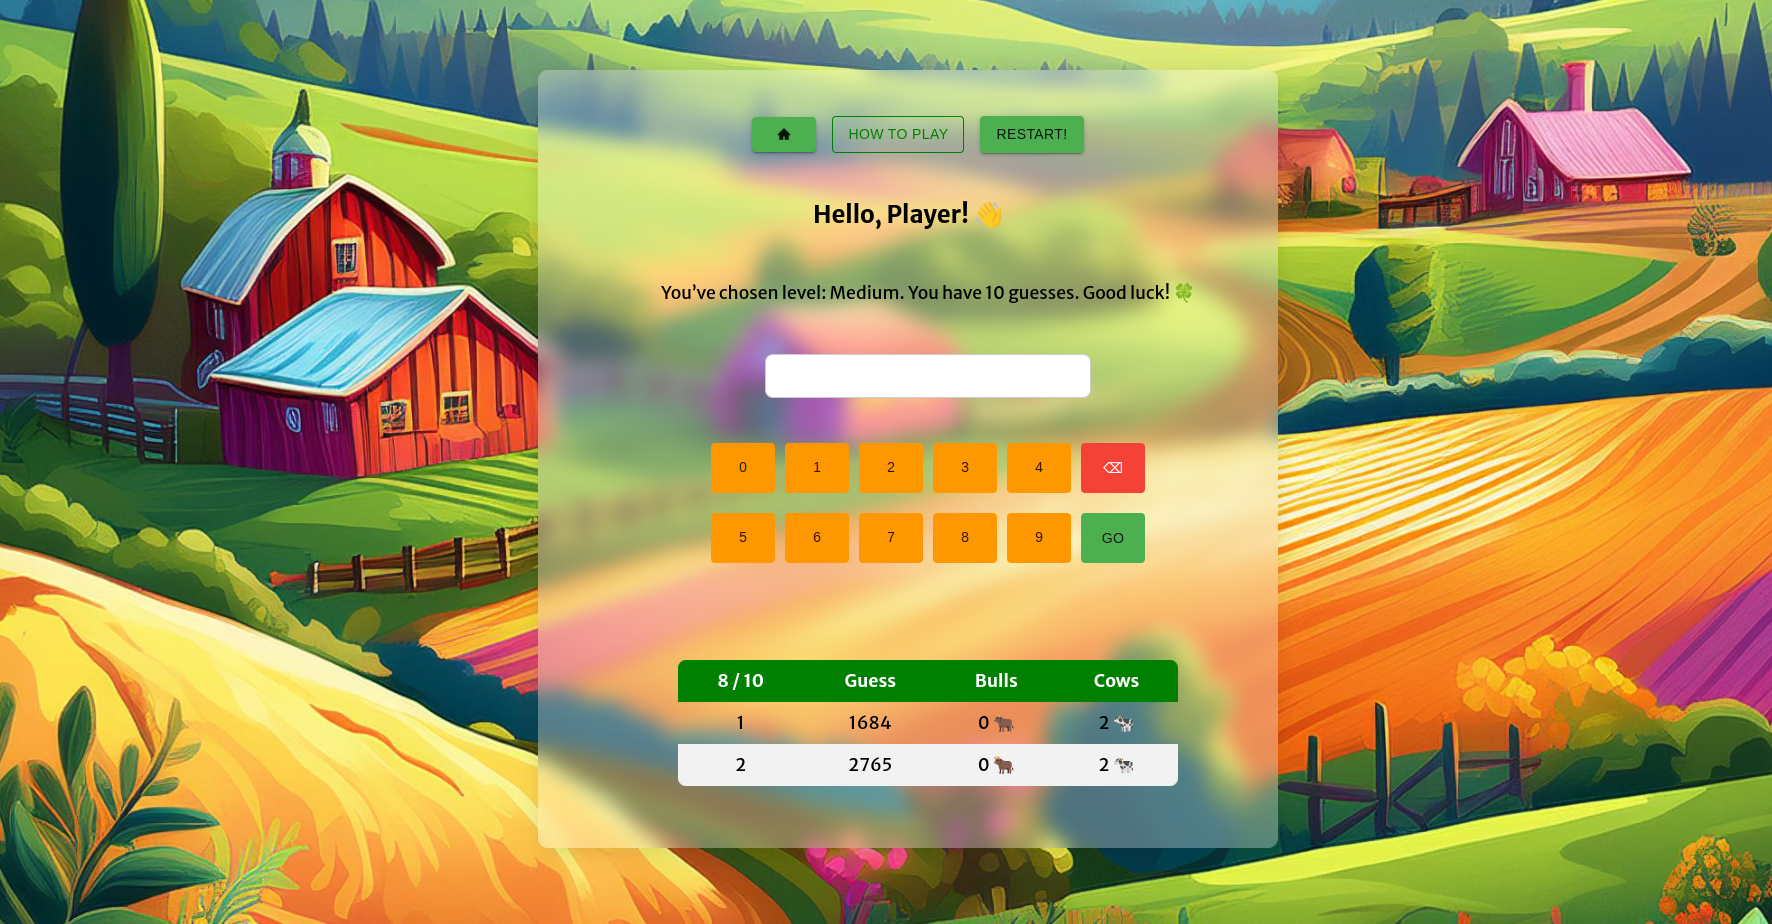 HOW TO PLAY RESTART!
Hello, Player! 👋
You’ve chosen level: Medium. You have 10 guesses. Good luck! 🍀
0 1 2 3 4 ⌫
5 6 7 8 9 GO
8 / 10 Guess Bulls Cows
1 1684 0 🐂 2 🐄
2 2765 0 🐂 2 🐄